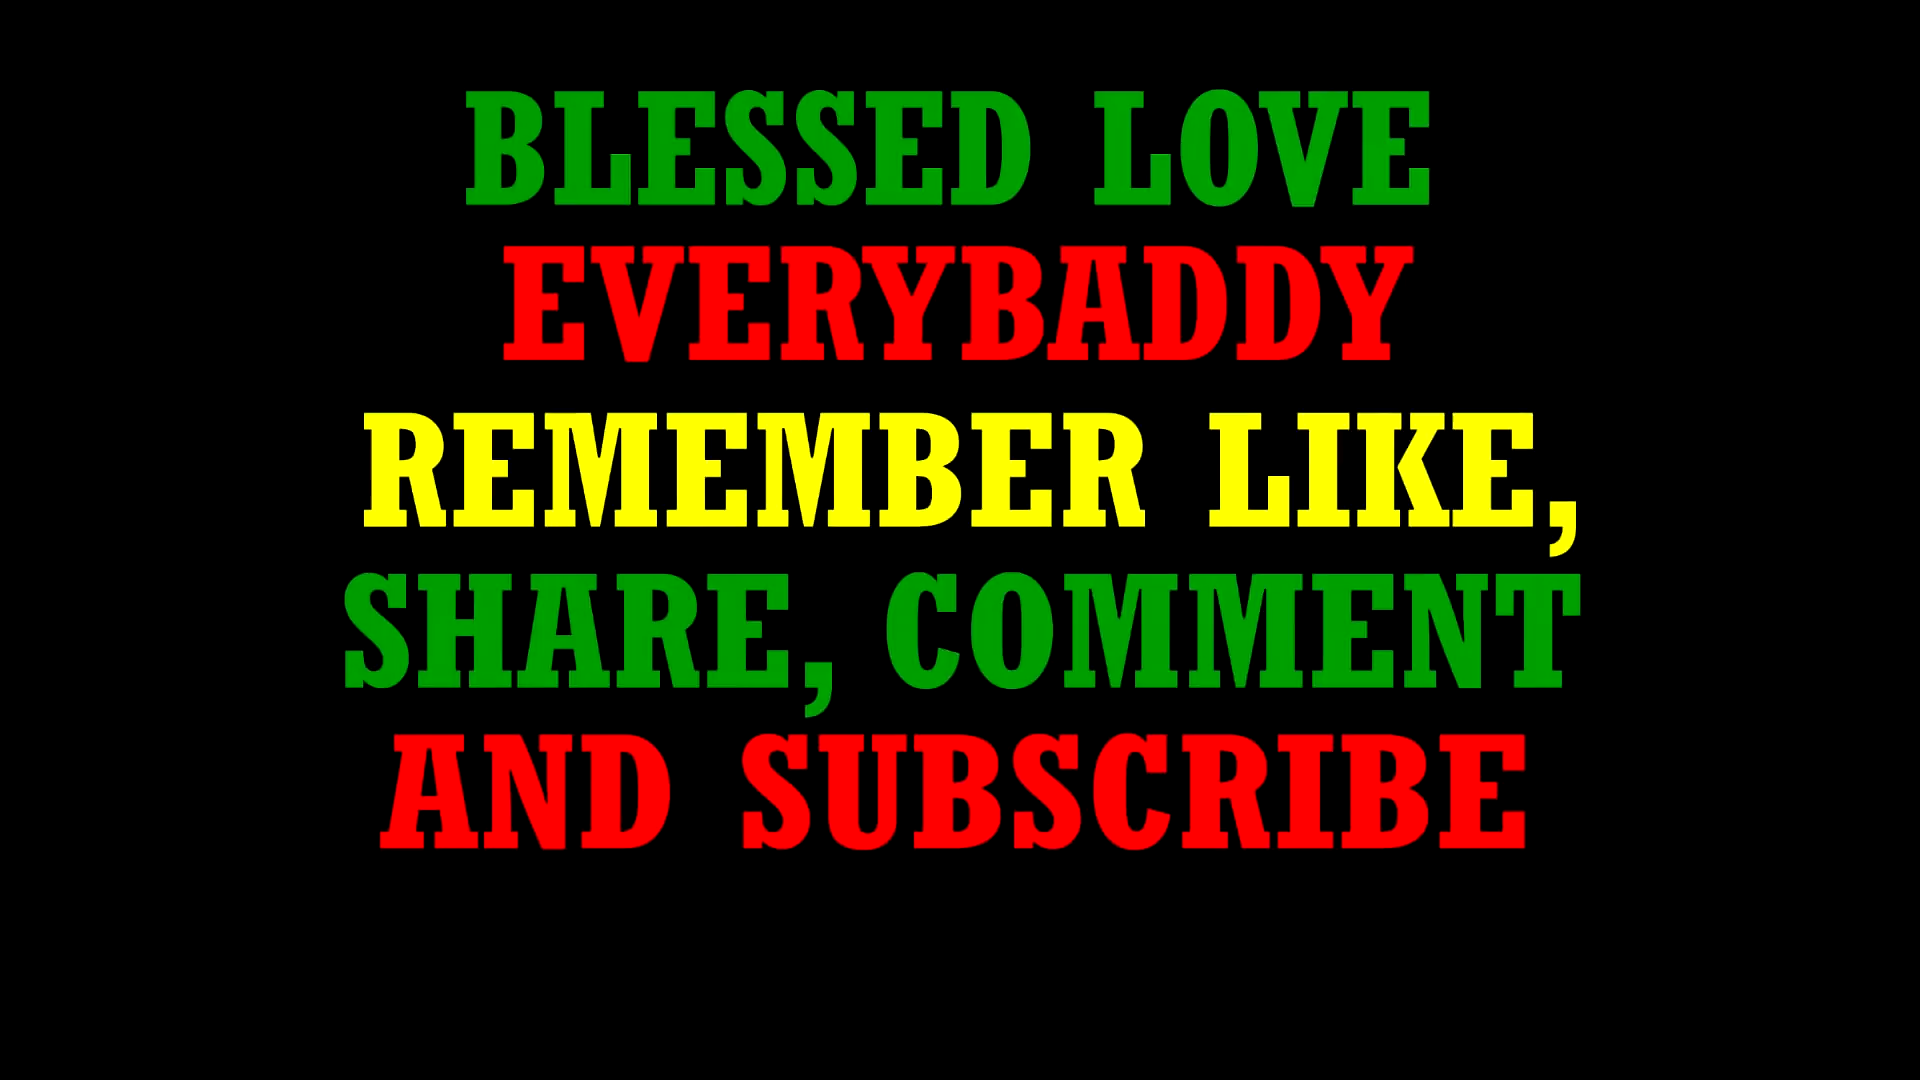 BLESSED LOVE
EVERYBADDY
REMEMBER LIKE,
SHARE, COMMENT
AND SUBSCRIBE